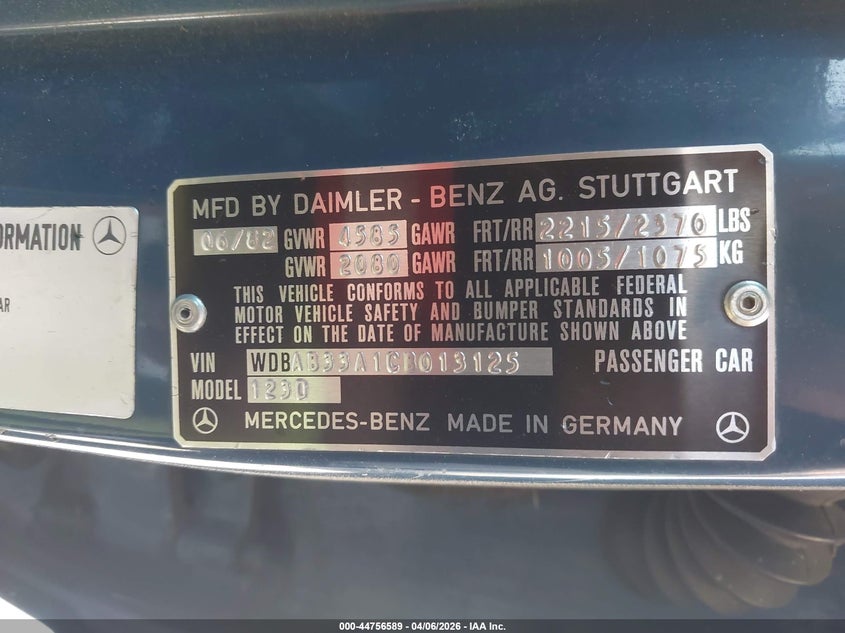 ORMATION
AR
MFD BY DAIMLER - BENZ AG. STUTTGART
06/82 GVWR 4585 GAWR FRT/RR 2215/2370 LBS
GVWR 2080 GAWR FRT/RR 1005/1075 KG
THIS VEHICLE CONFORMS TO ALL APPLICABLE FEDERAL
MOTOR VEHICLE SAFETY AND BUMPER STANDARDS IN
EFFECT ON THE DATE OF MANUFACTURE SHOWN ABOVE
VIN WDBAB33A1CB013125 PASSENGER CAR
MODEL 123D
MERCEDES-BENZ MADE IN GERMANY
000-44756589 - 04/06/2026 - IAA Inc.